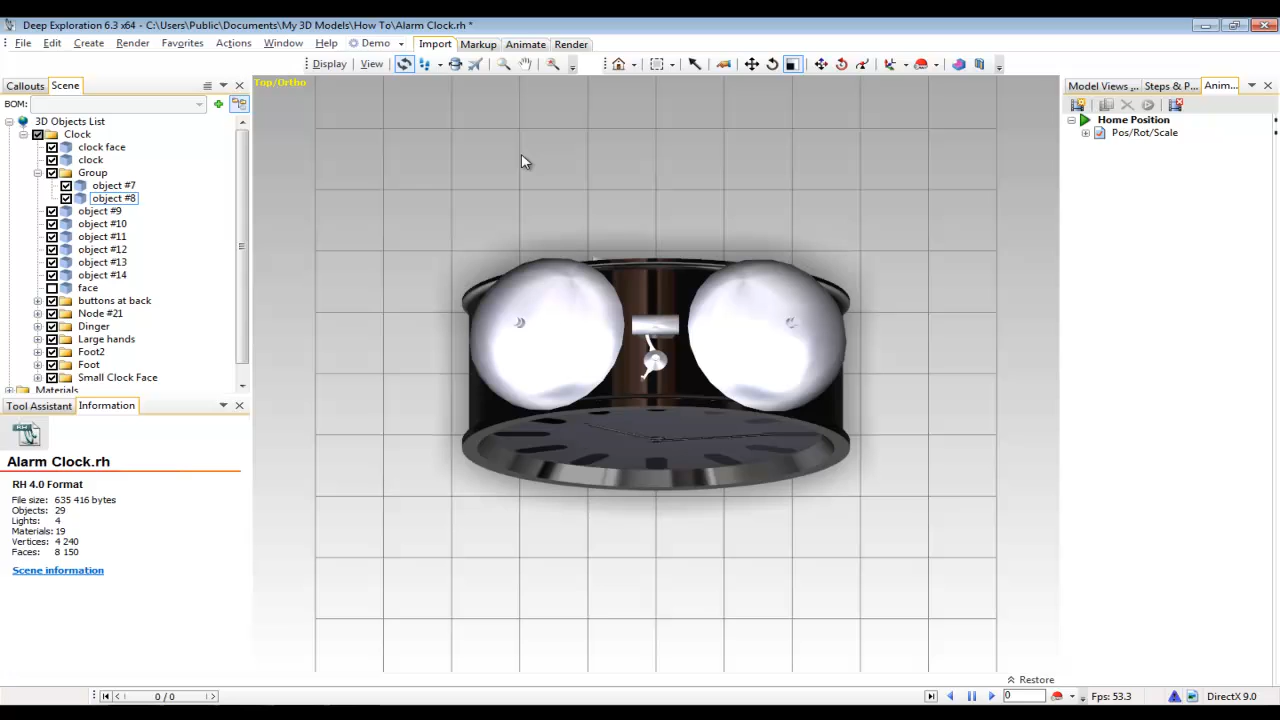 Deep Exploration 6.3 x64 - C:\Users\Public\Documents\My 3D Models\How To\Alarm Clock.rh *
File Edit Create Render Favorites Actions Window Help Demo Import Markup Animate Render
Display View
Callouts Scene
BOM:
3D Objects List
Clock
clock face
clock
Group
object #7
object #8
object #9
object #10
object #11
object #12
object #13
object #14
face
buttons at back
Node #21
Dinger
Large hands
Foot2
Foot
Small Clock Face
Materials
Tool Assistant Information
Alarm Clock.rh
RH 4.0 Format
File size: 635 416 bytes
Objects: 29
Lights: 4
Materials: 19
Vertices: 4 240
Faces: 8 150
Scene information
Top/Ortho
Model Views ... Steps & P... Anim...
Home Position
Pos/Rot/Scale
Restore
0 / 0
0
Fps: 53.3
DirectX 9.0